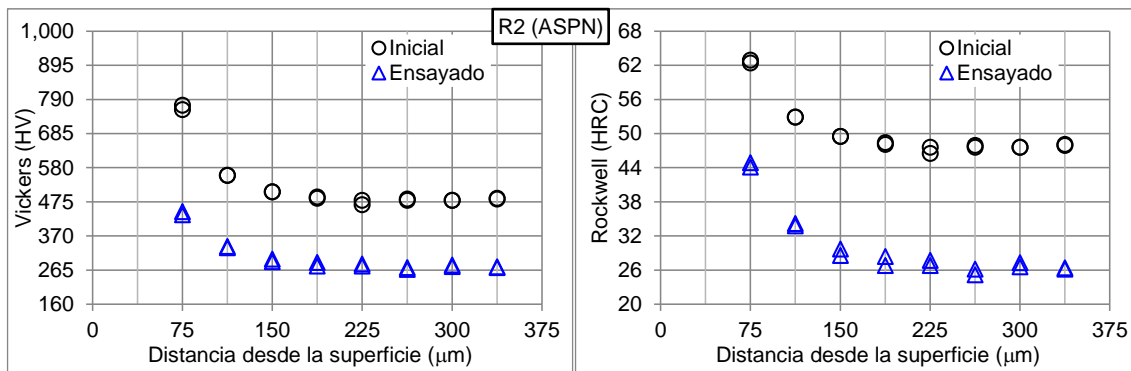 R2 (ASPN)
Vickers (HV)
1,000
895
790
685
580
475
370
265
160
0 75 150 225 300 375
Distancia desde la superficie (μm)
Inicial
Ensayado
Rockwell (HRC)
68
62
56
50
44
38
32
26
20
0 75 150 225 300 375
Distancia desde la superficie (μm)
Inicial
Ensayado